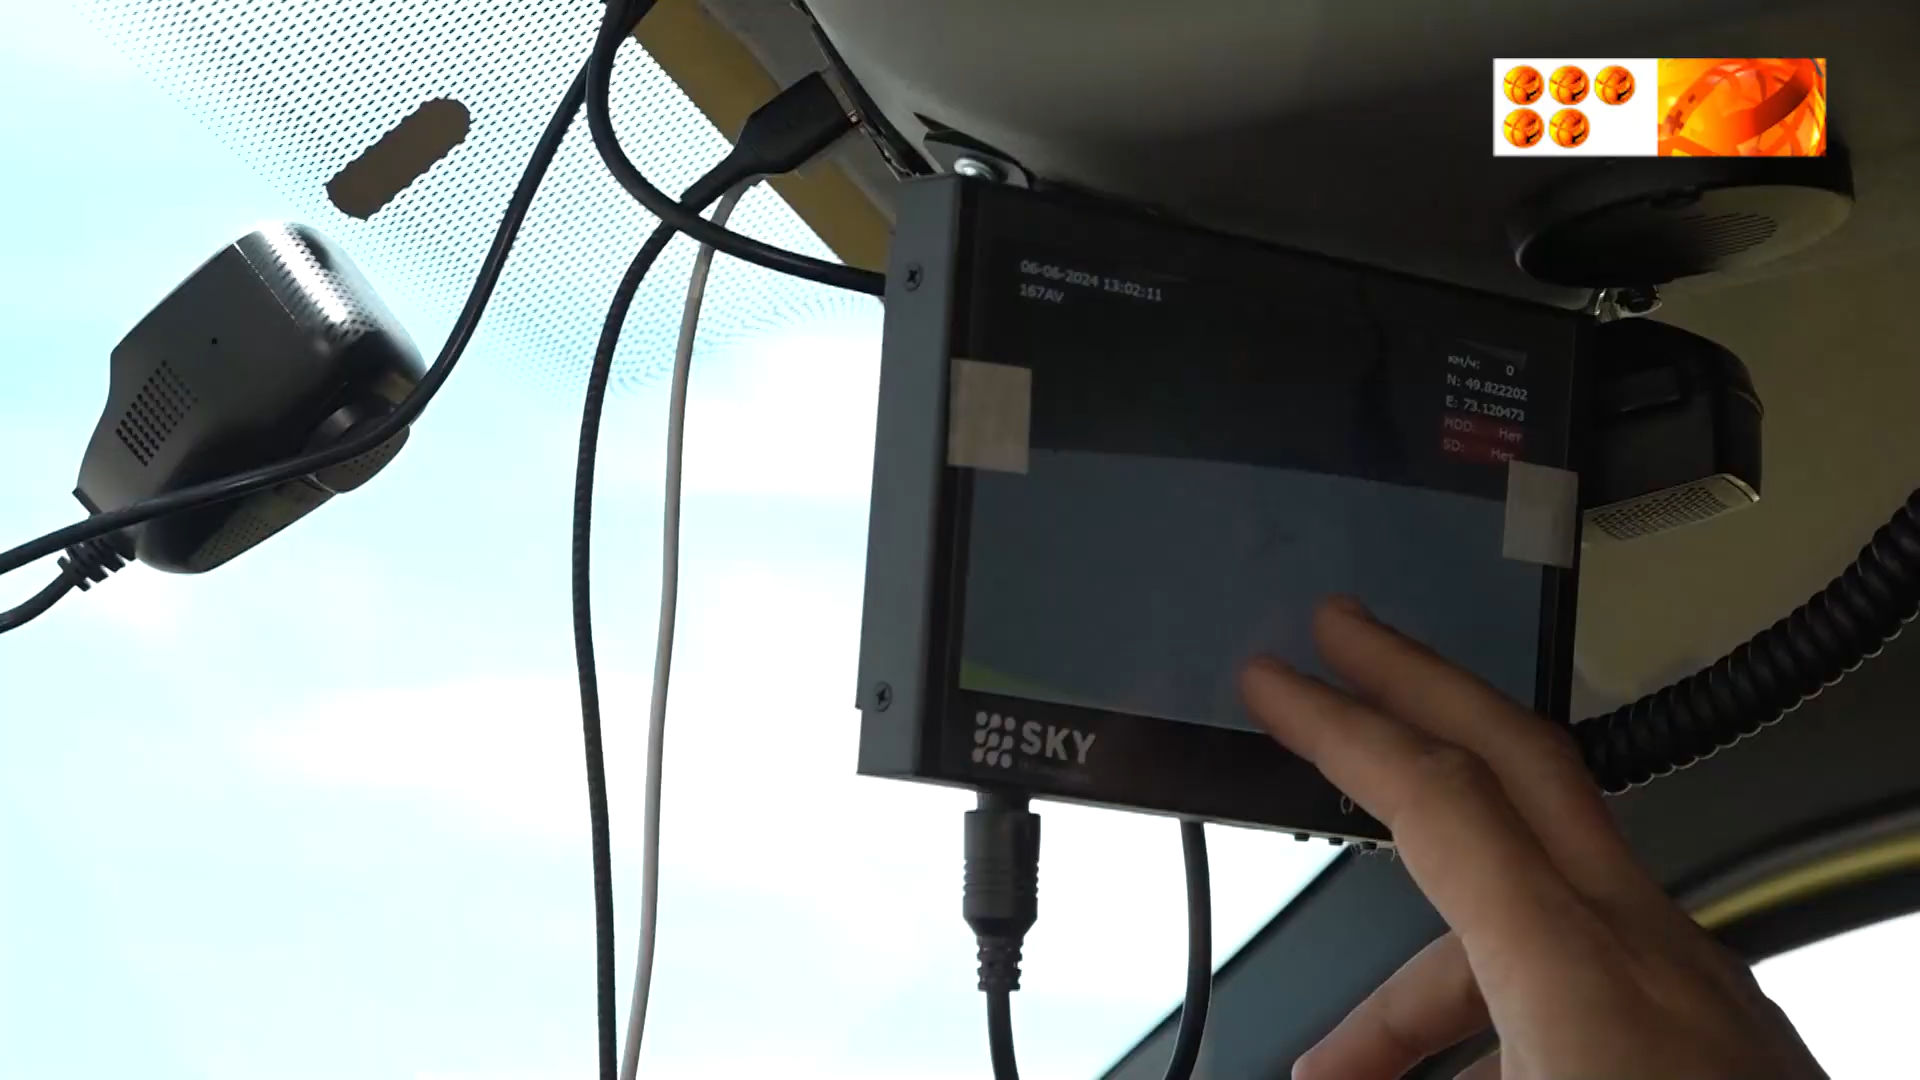 06-06-2024 13:02:11
167AV
км/ч: 0
N: 49.822202
E: 73.120473
HDD: Нет
SD: Нет
SKY